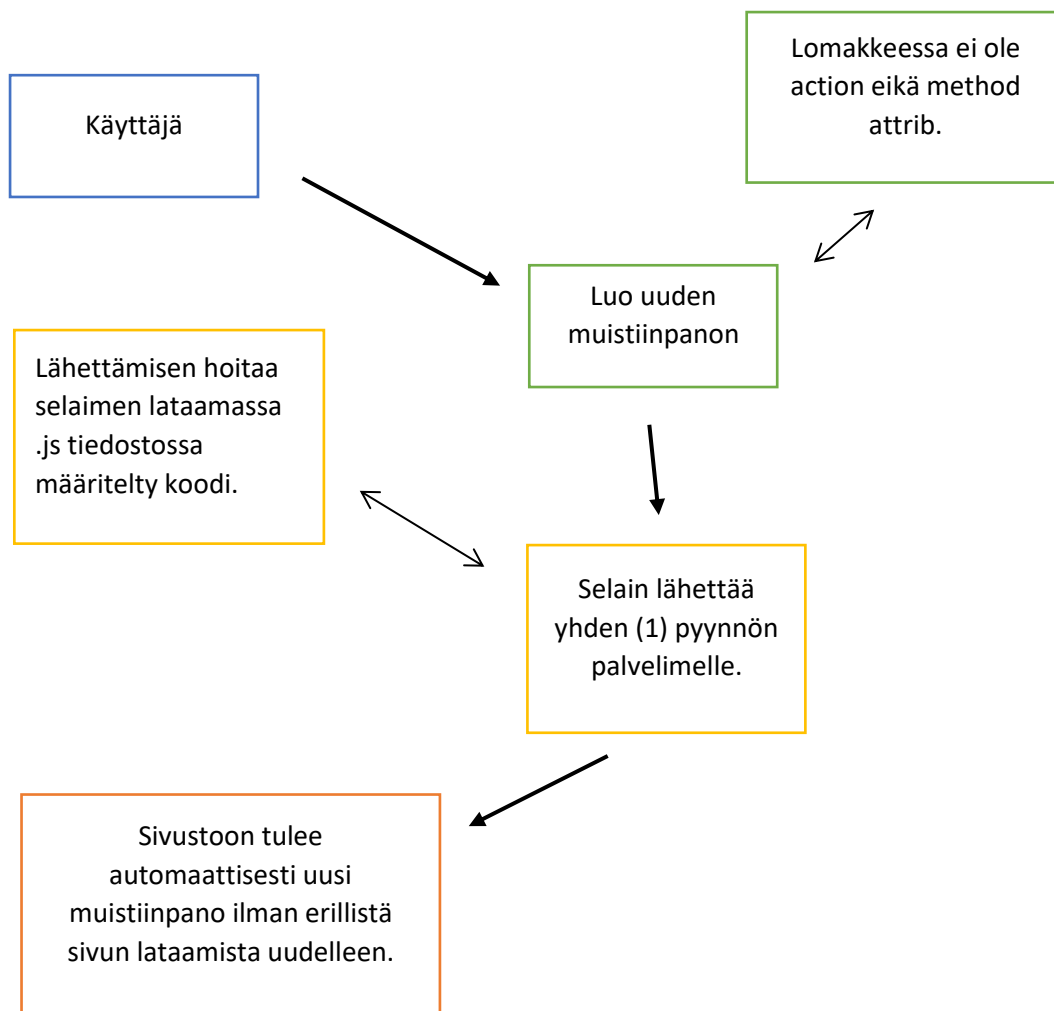 Lomakkeessa ei ole
action eikä method
attrib.
Käyttäjä
Luo uuden
muistiinpanon
Lähettämisen hoitaa
selaimen lataamassa
.js tiedostossa
määritelty koodi.
Selain lähettää
yhden (1) pyynnön
palvelimelle.
Sivustoon tulee
automaattisesti uusi
muistiinpano ilman erillistä
sivun lataamista uudelleen.